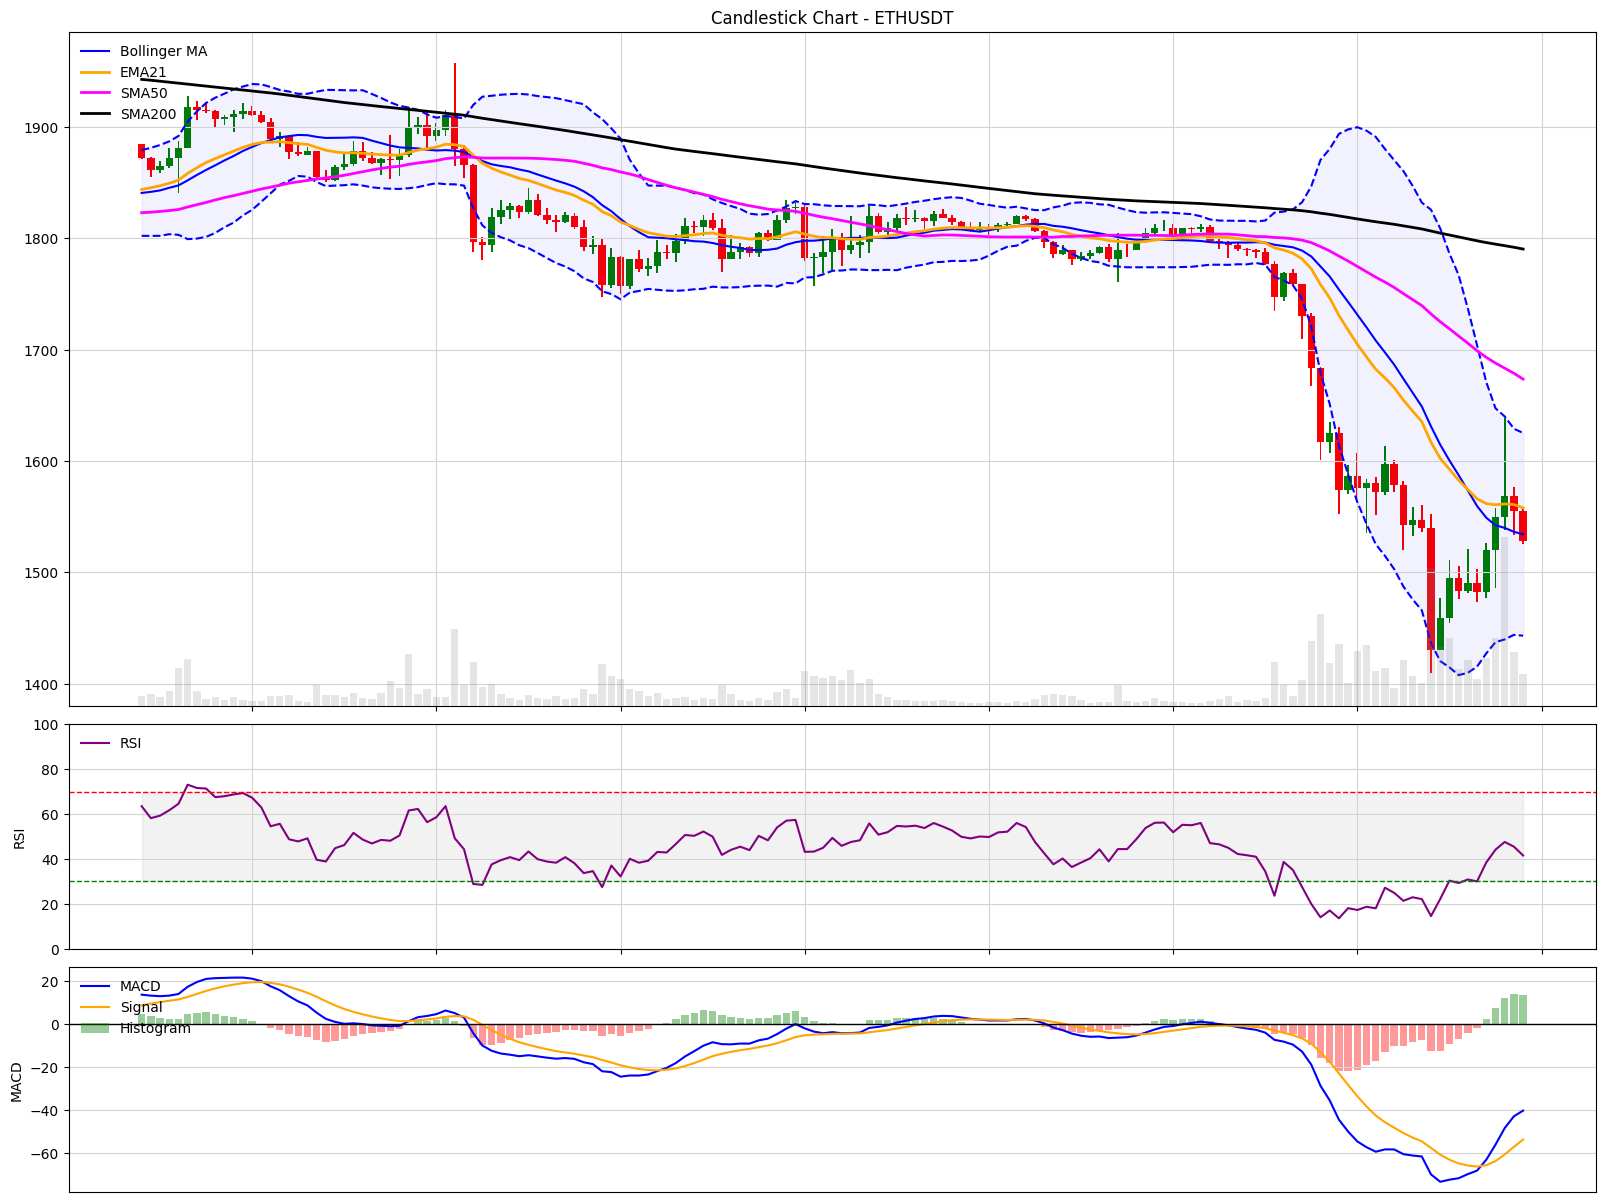 Candlestick Chart - ETHUSDT
Bollinger MA
EMA21
SMA50
SMA200
1900
1800
1700
1600
1500
1400
100
80
60
40
20
0
RSI
RSI
20
0
−20
−40
−60
MACD
MACD
Signal
Histogram